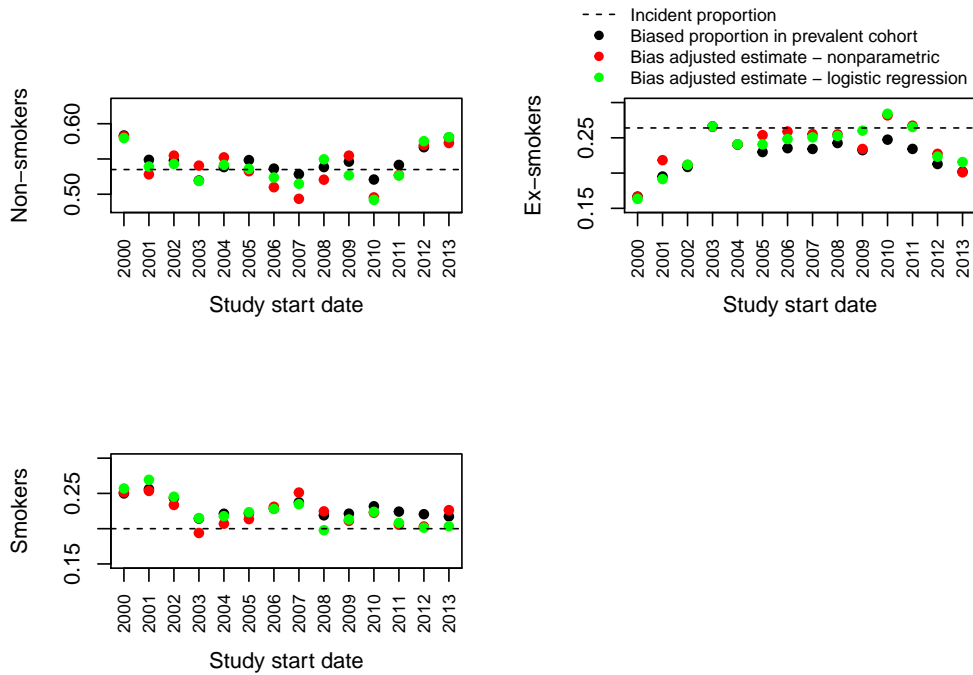 Incident proportion
Biased proportion in prevalent cohort
Bias adjusted estimate − nonparametric
Bias adjusted estimate − logistic regression
Non−smokers
0.50 0.60
2000 2001 2002 2003 2004 2005 2006 2007 2008 2009 2010 2011 2012 2013
Study start date
Ex−smokers
0.15 0.25
2000 2001 2002 2003 2004 2005 2006 2007 2008 2009 2010 2011 2012 2013
Study start date
Smokers
0.15 0.25
2000 2001 2002 2003 2004 2005 2006 2007 2008 2009 2010 2011 2012 2013
Study start date